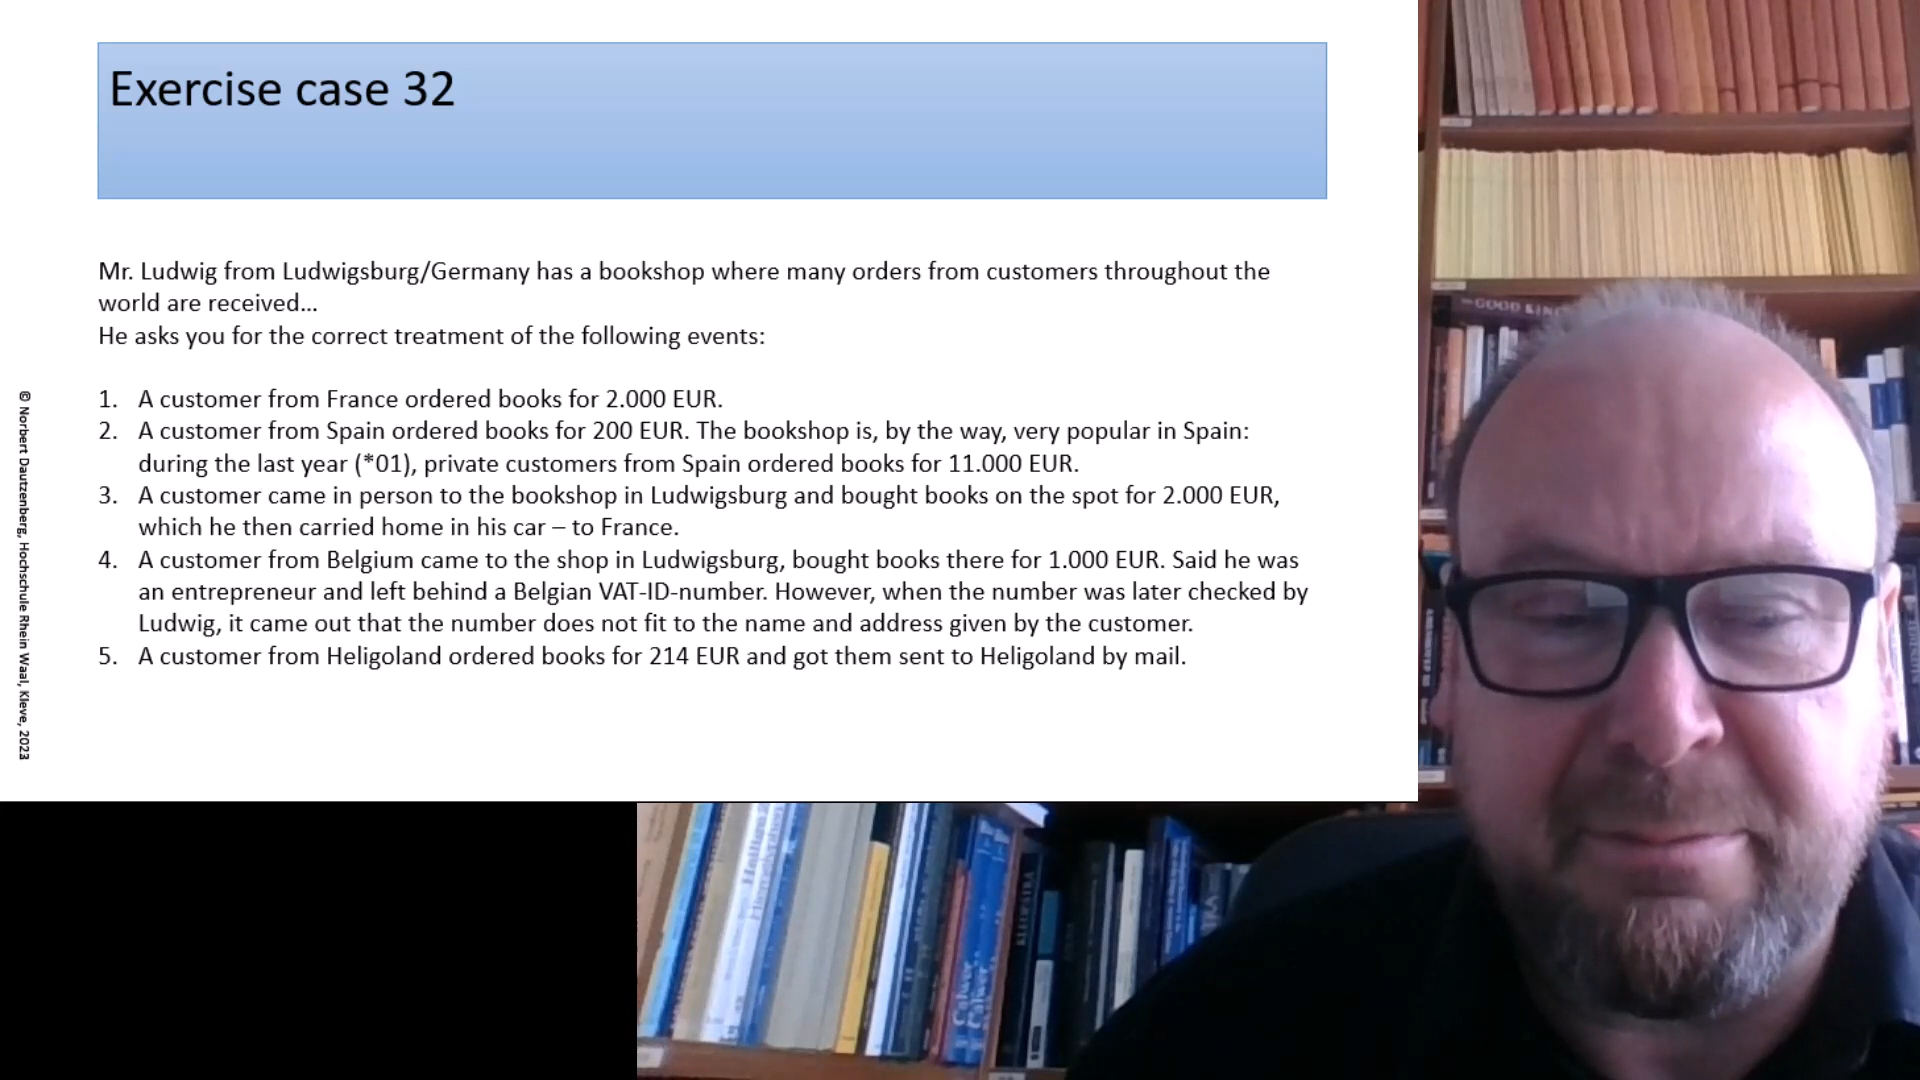 Exercise case 32
Mr. Ludwig from Ludwigsburg/Germany has a bookshop where many orders from customers throughout the
world are received...
He asks you for the correct treatment of the following events:
1. A customer from France ordered books for 2.000 EUR.
2. A customer from Spain ordered books for 200 EUR. The bookshop is, by the way, very popular in Spain:
during the last year (*01), private customers from Spain ordered books for 11.000 EUR.
3. A customer came in person to the bookshop in Ludwigsburg and bought books on the spot for 2.000 EUR,
which he then carried home in his car – to France.
4. A customer from Belgium came to the shop in Ludwigsburg, bought books there for 1.000 EUR. Said he was
an entrepreneur and left behind a Belgian VAT-ID-number. However, when the number was later checked by
Ludwig, it came out that the number does not fit to the name and address given by the customer.
5. A customer from Heligoland ordered books for 214 EUR and got them sent to Heligoland by mail.
© Norbert Dautzenberg, Hochschule Rhein Waal, Kleve, 2023